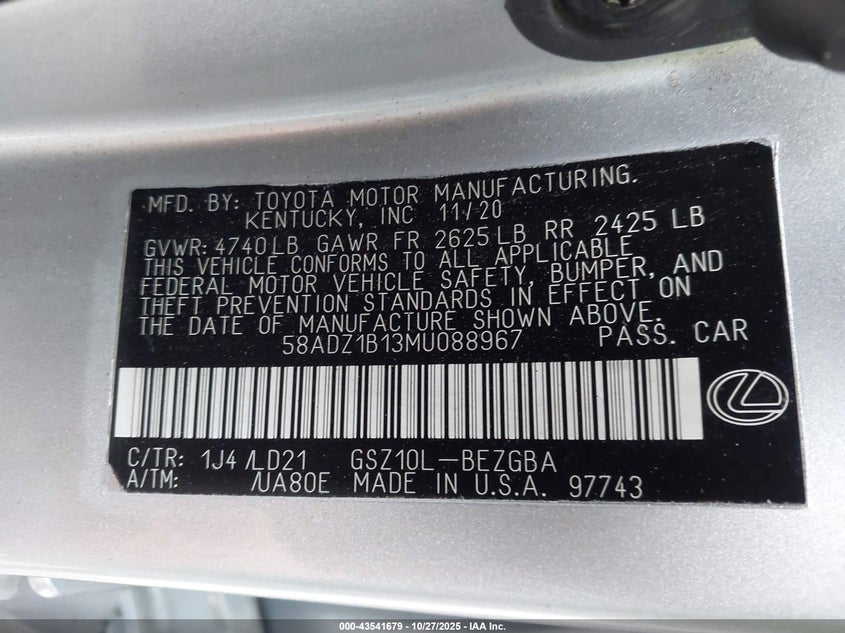 MFD. BY: TOYOTA MOTOR MANUFACTURING.
KENTUCKY, INC 11/20
GVWR: 4740 LB GAWR FR 2625 LB RR 2425 LB
THIS VEHICLE CONFORMS TO ALL APPLICABLE
FEDERAL MOTOR VEHICLE SAFETY, BUMPER, AND
THEFT PREVENTION STANDARDS IN EFFECT ON
THE DATE OF MANUFACTURE SHOWN ABOVE.
58ADZ1B13MU088967 PASS. CAR
C/TR: 1J4 /LD21 GSZ10L-BEZGBA
A/TM: /UA80E MADE IN U.S.A. 97743
000-43541679 | 10/27/2025 | IAA Inc.